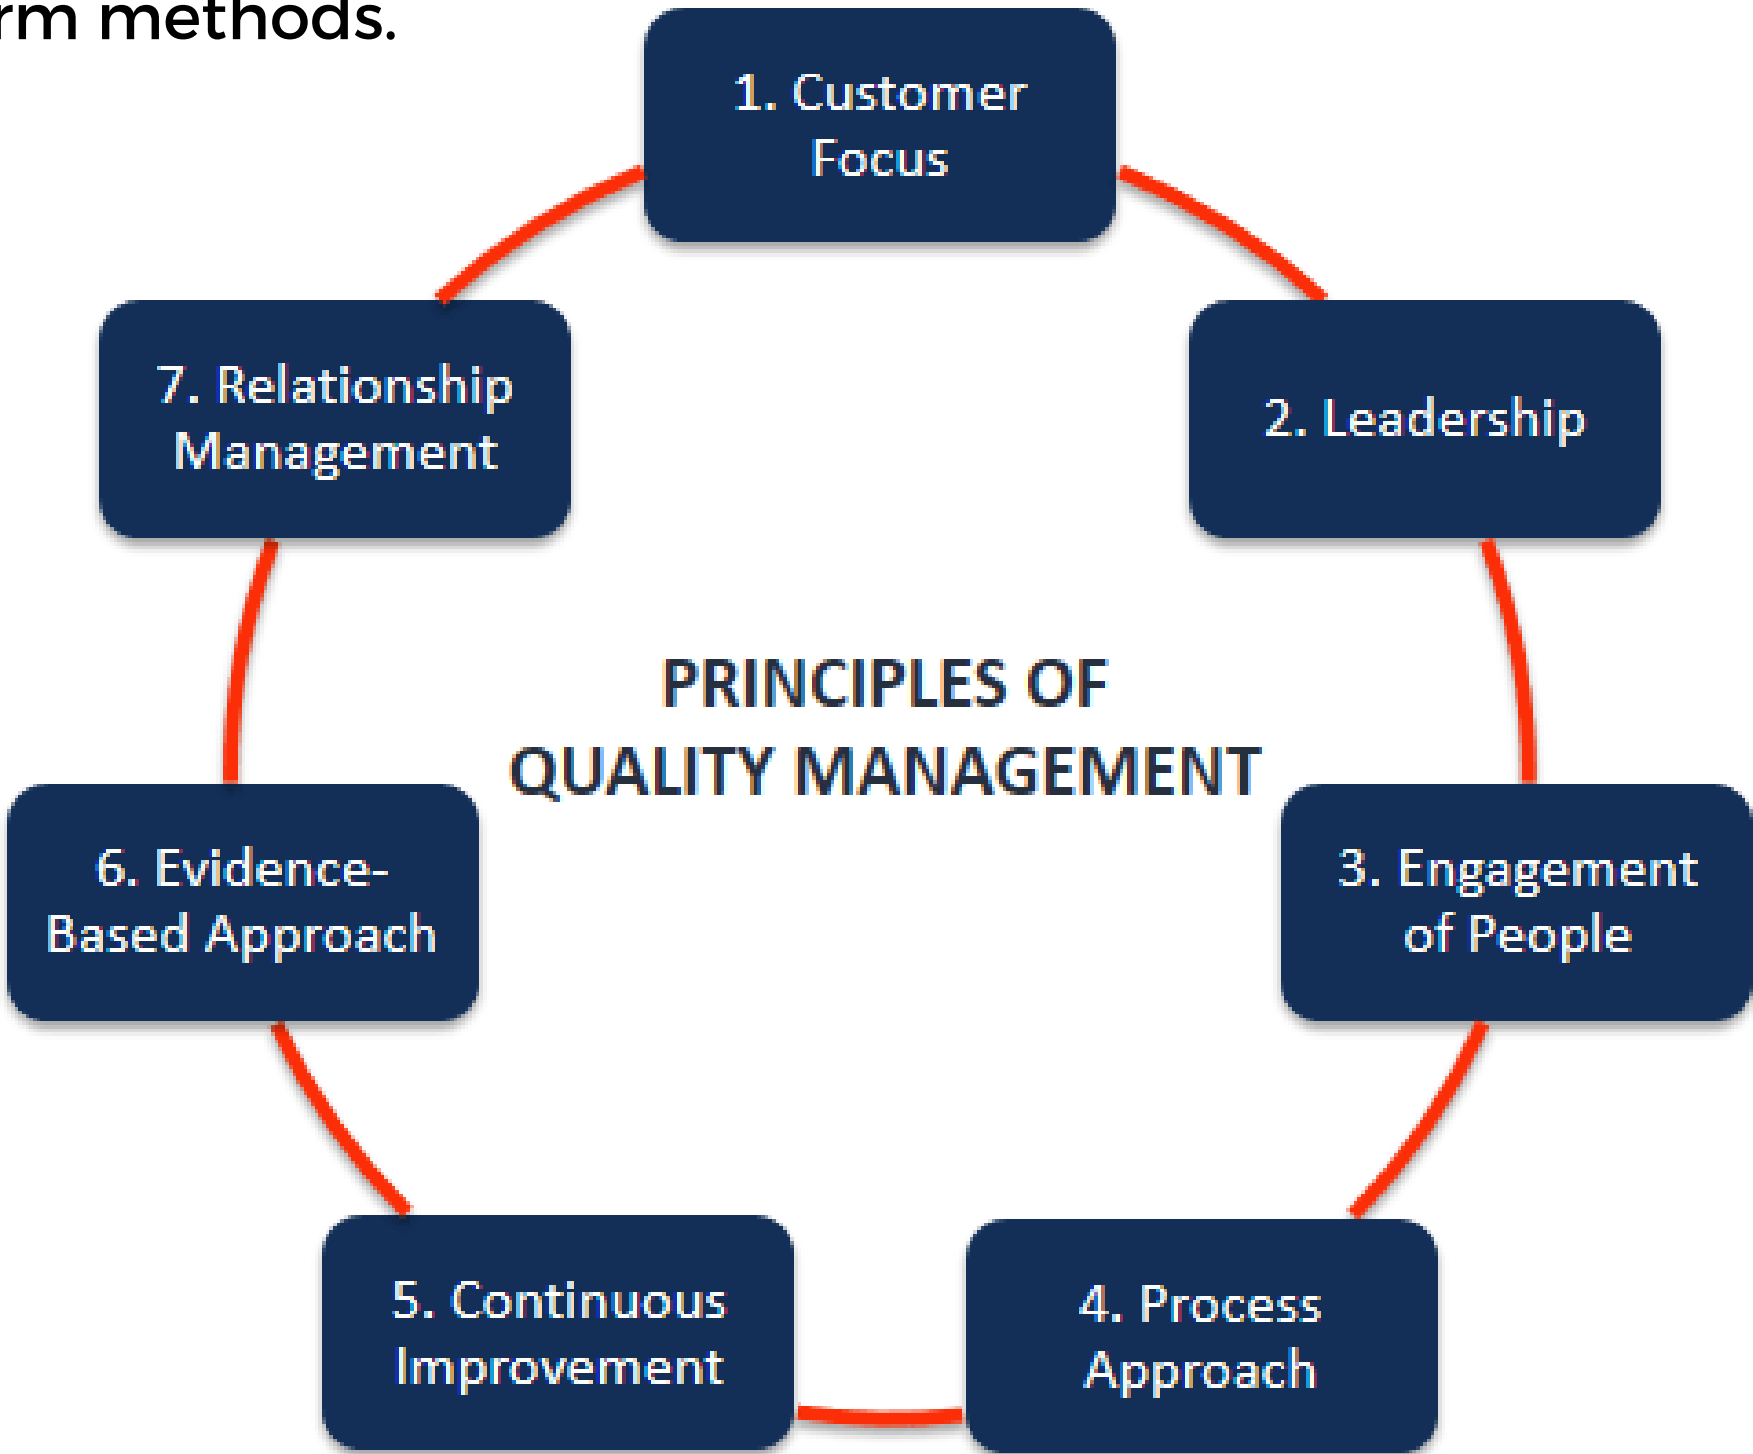 methods.
1. Customer
Focus
2. Leadership
3. Engagement
of People
4. Process
Approach
5. Continuous
Improvement
6. Evidence-
Based Approach
7. Relationship
Management
PRINCIPLES OF
QUALITY MANAGEMENT